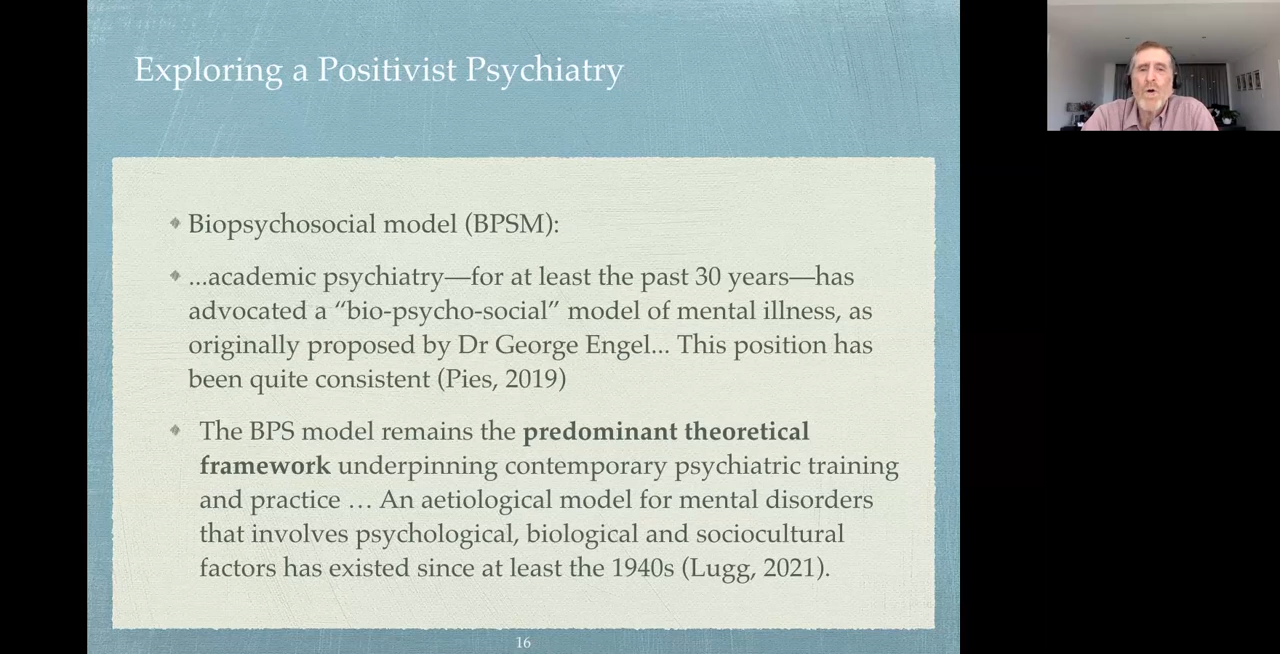 Exploring a Positivist Psychiatry
Biopsychosocial model (BPSM):
...academic psychiatry—for at least the past 30 years—has
advocated a “bio-psycho-social” model of mental illness, as
originally proposed by Dr George Engel... This position has
been quite consistent (Pies, 2019)
The BPS model remains the predominant theoretical
framework underpinning contemporary psychiatric training
and practice … An aetiological model for mental disorders
that involves psychological, biological and sociocultural
factors has existed since at least the 1940s (Lugg, 2021).
16